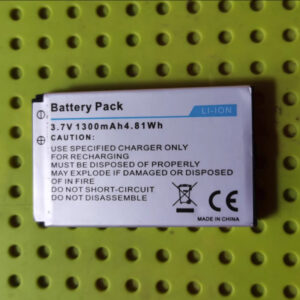 Battery Pack
LI-ION
3.7V 1300mAh4.81Wh
CAUTION:
USE SPECIFIED CHARGER ONLY
FOR RECHARGING
MUST BE DISPOSED OF PROPERLY
MAY EXPLODE IF DAMAGED OR DISPOSED
OF IN FIRE
DO NOT SHORT-CIRCUIT
DO NOT DISASSEMBLE
CE
MADE IN CHINA